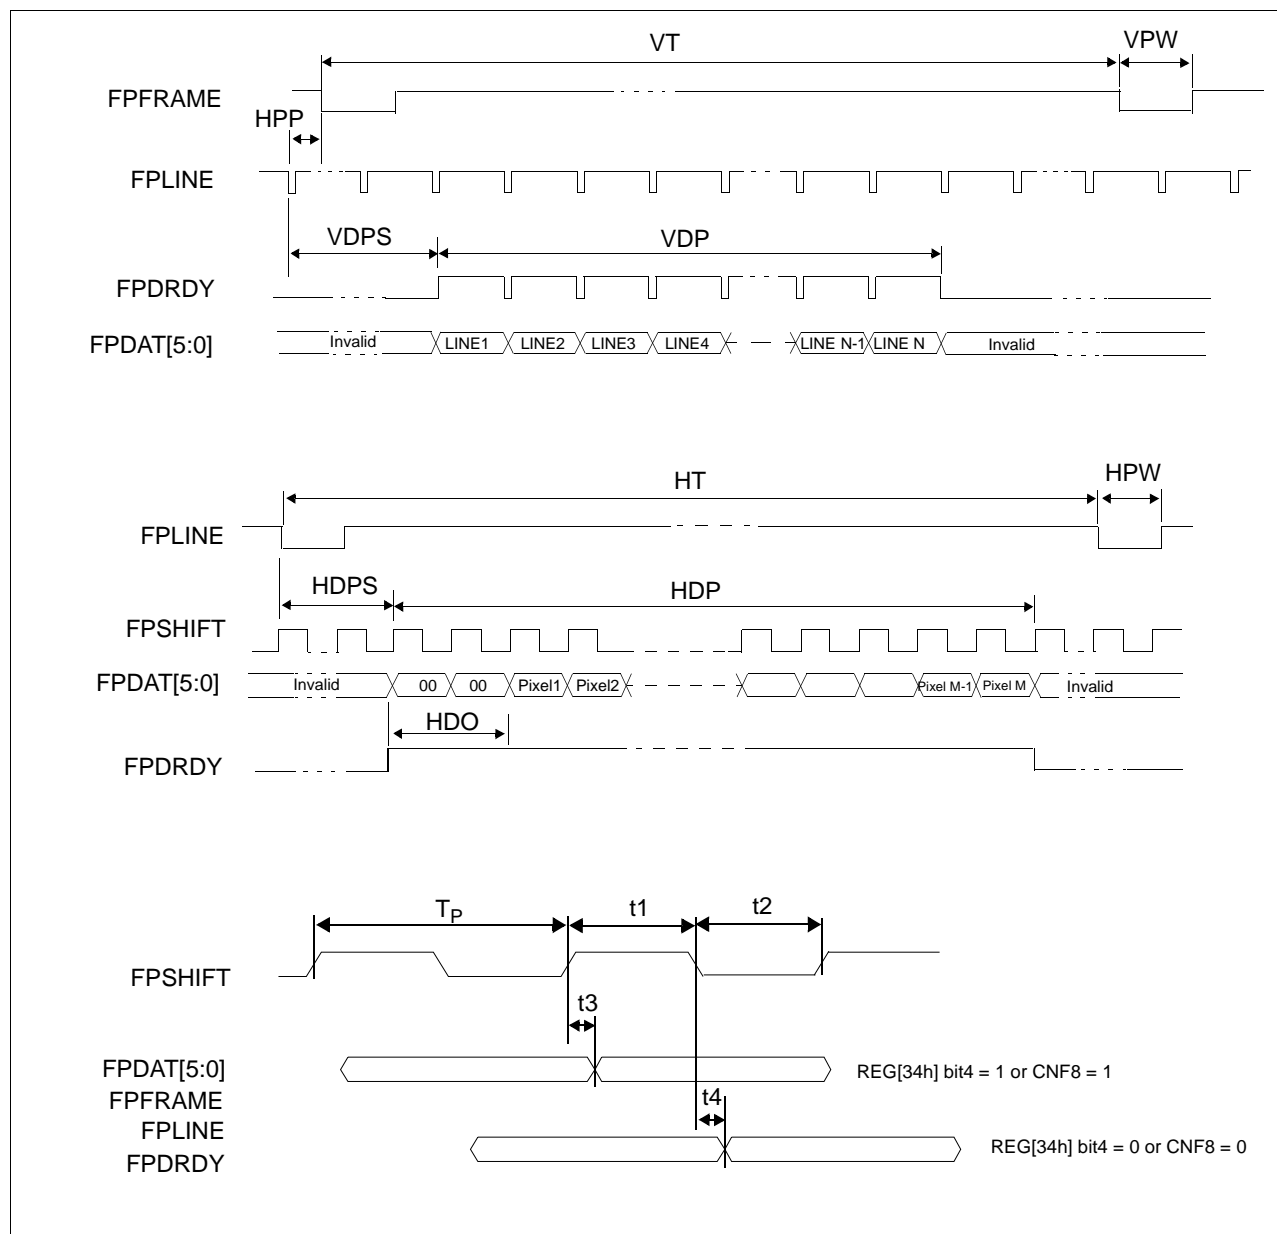 VT
VPW
FPFRAME
HPP
FPLINE
VDPS
VDP
FPDRDY
FPDAT[5:0]
Invalid
LINE1
LINE2
LINE3
LINE4
LINE N-1
LINE N
Invalid
HT
HPW
FPLINE
HDPS
HDP
FPSHIFT
FPDAT[5:0]
Invalid
00
00
Pixel1
Pixel2
Pixel M-1
Pixel M
Invalid
HDO
FPDRDY
TP
t1
t2
FPSHIFT
t3
FPDAT[5:0]
REG[34h] bit4 = 1 or CNF8 = 1
FPFRAME
t4
FPLINE
REG[34h] bit4 = 0 or CNF8 = 0
FPDRDY